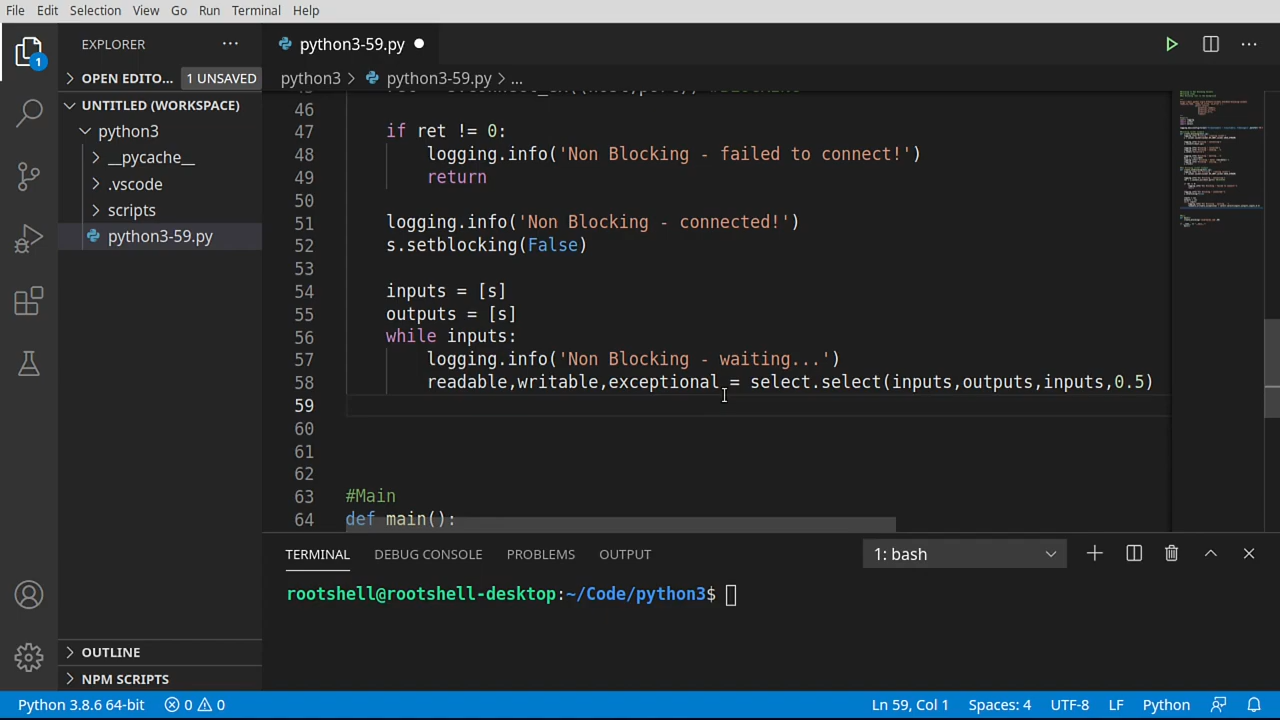 File Edit Selection View Go Run Terminal Help
EXPLORER
python3-59.py
1
OPEN EDITO... 1 UNSAVED
python3 > python3-59.py > ...
UNTITLED (WORKSPACE)
python3
__pycache__
.vscode
scripts
python3-59.py
46
47 if ret != 0:
48 logging.info('Non Blocking - failed to connect!')
49 return
50
51 logging.info('Non Blocking - connected!')
52 s.setblocking(False)
53
54 inputs = [s]
55 outputs = [s]
56 while inputs:
57 logging.info('Non Blocking - waiting...')
58 readable,writable,exceptional = select.select(inputs,outputs,inputs,0.5)
59
60
61
62
63 #Main
64 def main():
TERMINAL DEBUG CONSOLE PROBLEMS OUTPUT 1: bash
rootshell@rootshell-desktop:~/Code/python3$
OUTLINE
NPM SCRIPTS
Python 3.8.6 64-bit 0 0 Ln 59, Col 1 Spaces: 4 UTF-8 LF Python